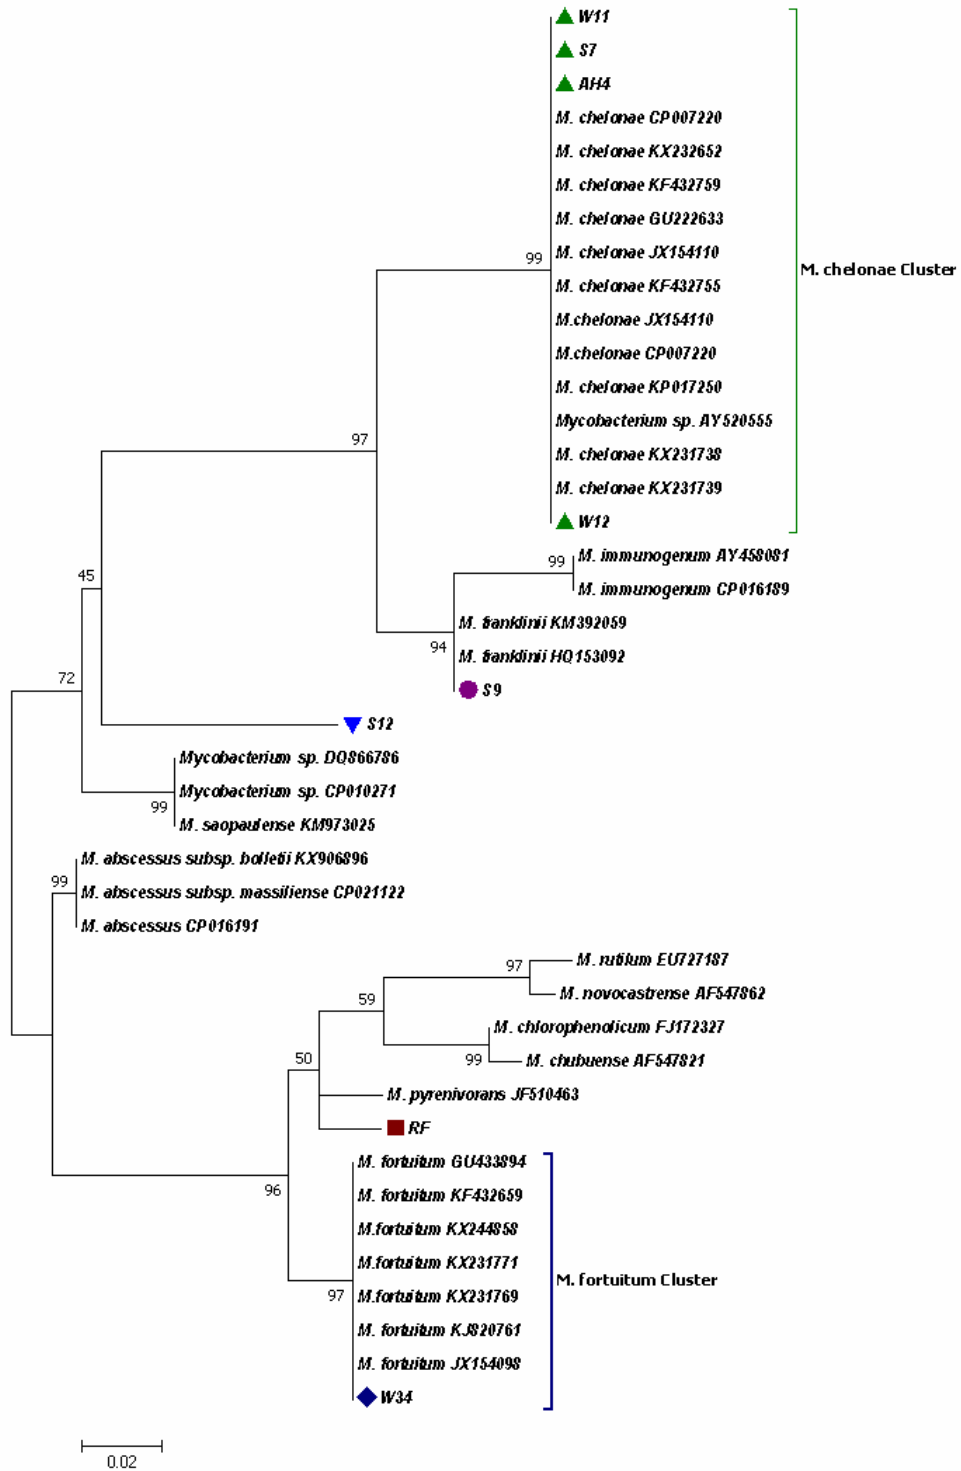 W11
S7
AH4
M. chelonae CP007220
M. chelonae KX232652
M. chelonae KF432759
M. chelonae GU222633
99
M. chelonae JX154110
M. chelonae Cluster
M. chelonae KF432755
M.chelonae JX154110
M.chelonae CP007220
M. chelonae KP017250
97
Mycobacterium sp. AY520555
M. chelonae KX231738
M. chelonae KX231739
W12
99
M. immunogenum AY458081
45
M. immunogenum CP016189
M. franklinii KM392059
94
M. franklinii HQ153092
72
S9
S12
Mycobacterium sp. DQ866786
Mycobacterium sp. CP010271
99
M. saopaulense KM973025
M. abscessus subsp. bolletii KX906896
99
M. abscessus subsp. massiliense CP021122
M. abscessus CP016191
97
M. rutilum EU727187
M. novocastrense AF547862
59
M. chlorophenolicum FJ172327
99
M. chubuense AF547821
50
M. pyrenivorans JF510463
RF
M. fortuitum GU433894
96
M. fortuitum KF432659
M.fortuitum KX244858
M.fortuitum KX231771
M. fortuitum Cluster
97
M.fortuitum KX231769
M. fortuitum KJ820761
M. fortuitum JX154098
W34
0.02